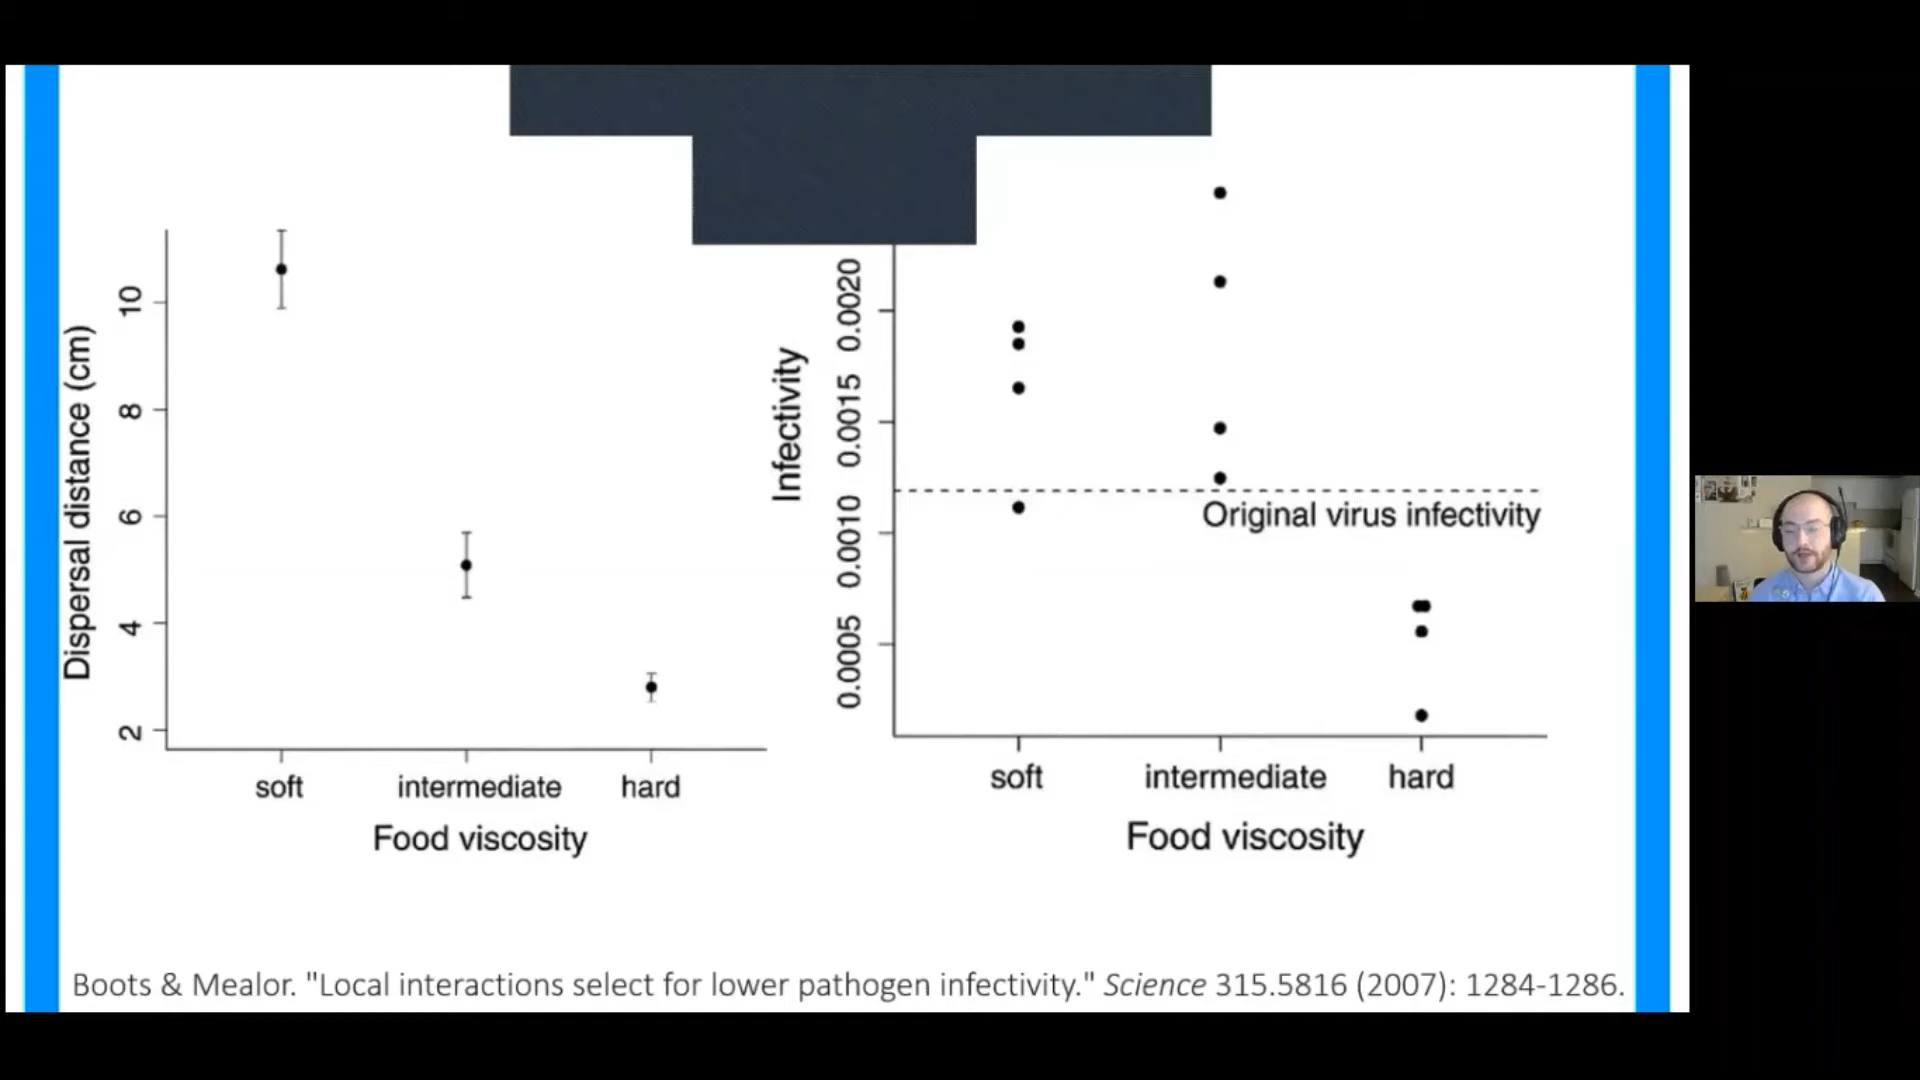 Dispersal distance (cm)
10
8
6
4
2
soft intermediate hard
Food viscosity
Infectivity
0.0020
0.0015
0.0010
0.0005
Original virus infectivity
soft intermediate hard
Food viscosity
Boots & Mealor. "Local interactions select for lower pathogen infectivity." Science 315.5816 (2007): 1284-1286.